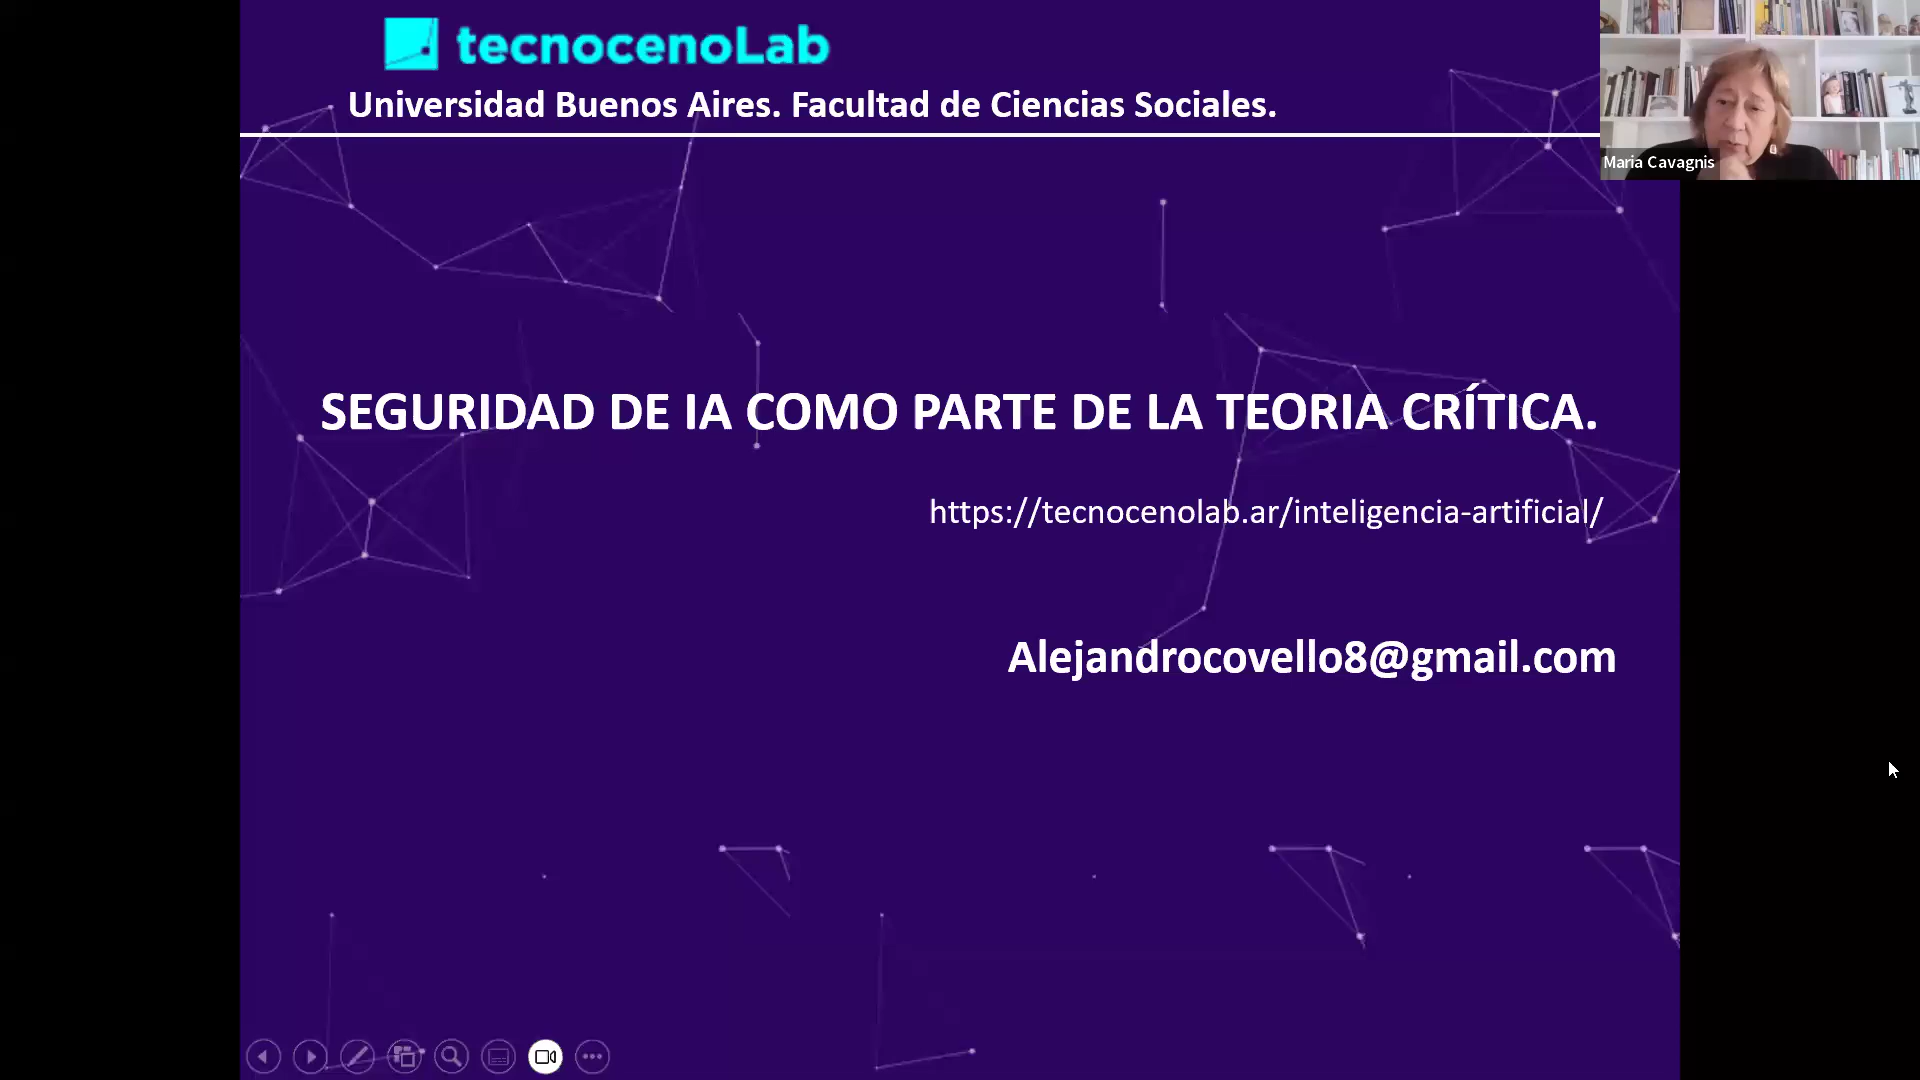 tecnocenoLab
Universidad Buenos Aires. Facultad de Ciencias Sociales.
Maria Cavagnis
SEGURIDAD DE IA COMO PARTE DE LA TEORIA CRÍTICA.
https://tecnocenolab.ar/inteligencia-artificial/
Alejandrocovello8@gmail.com